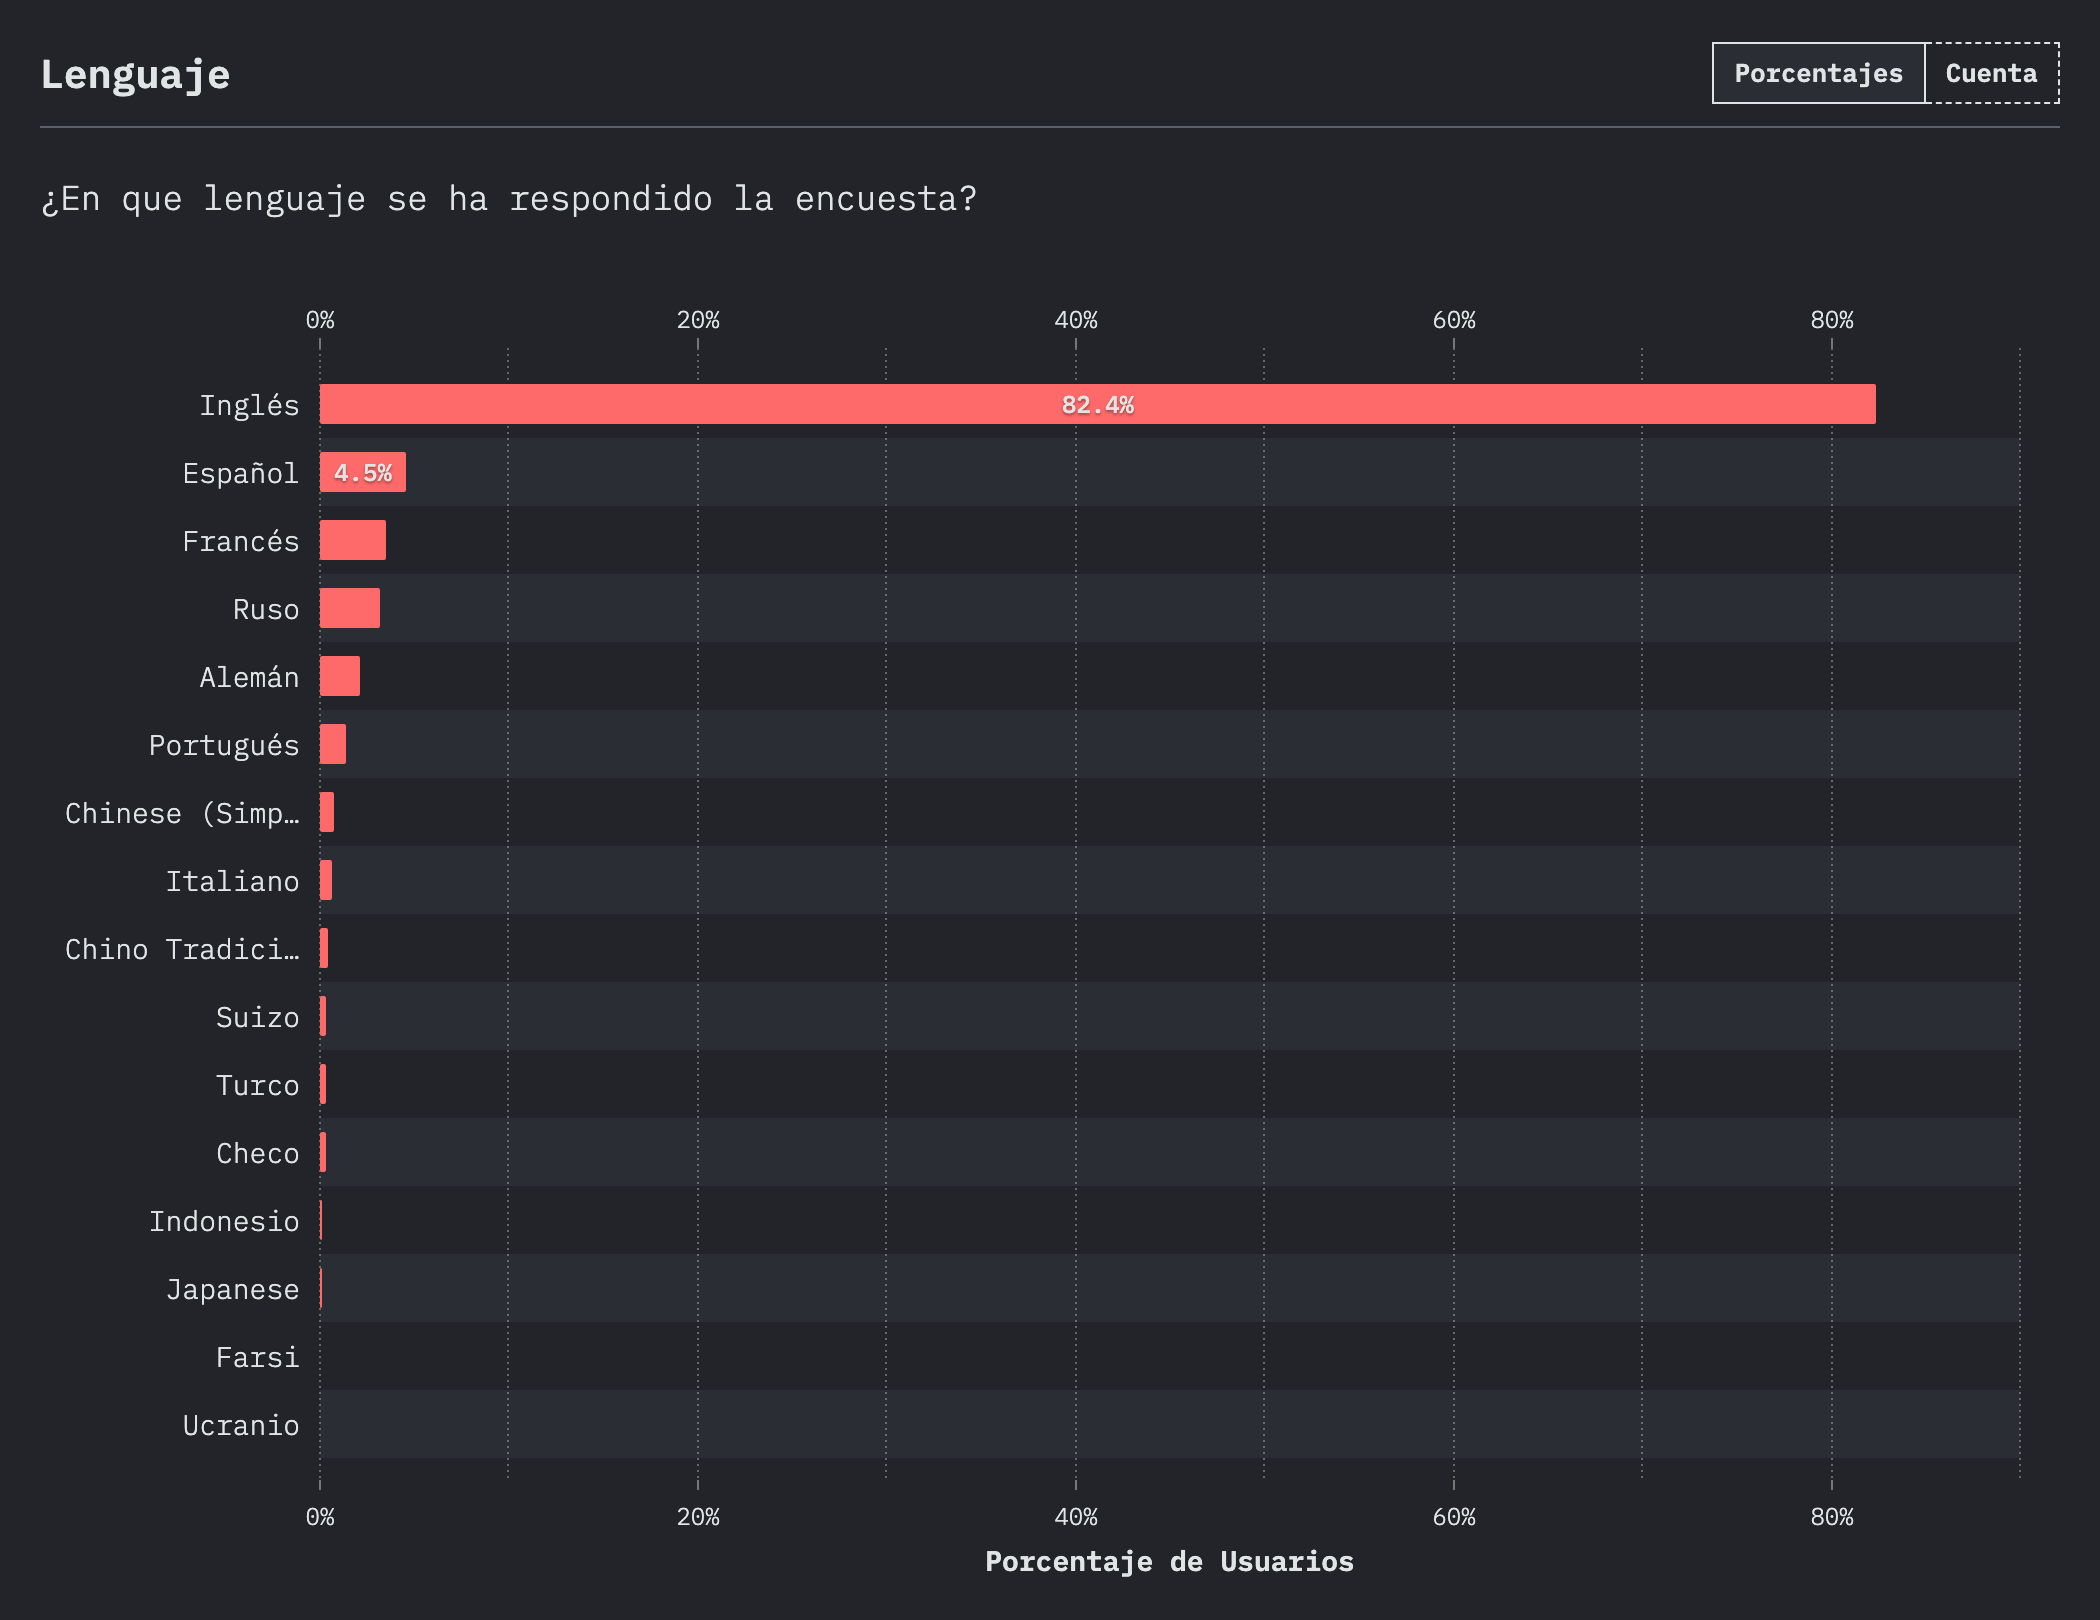 Lenguaje
Porcentajes
Cuenta
¿En que lenguaje se ha respondido la encuesta?
0% 20% 40% 60% 80%
Inglés 82.4%
Español 4.5%
Francés
Ruso
Alemán
Portugués
Chinese (Simp…
Italiano
Chino Tradici…
Suizo
Turco
Checo
Indonesio
Japanese
Farsi
Ucranio
0% 20% 40% 60% 80%
Porcentaje de Usuarios